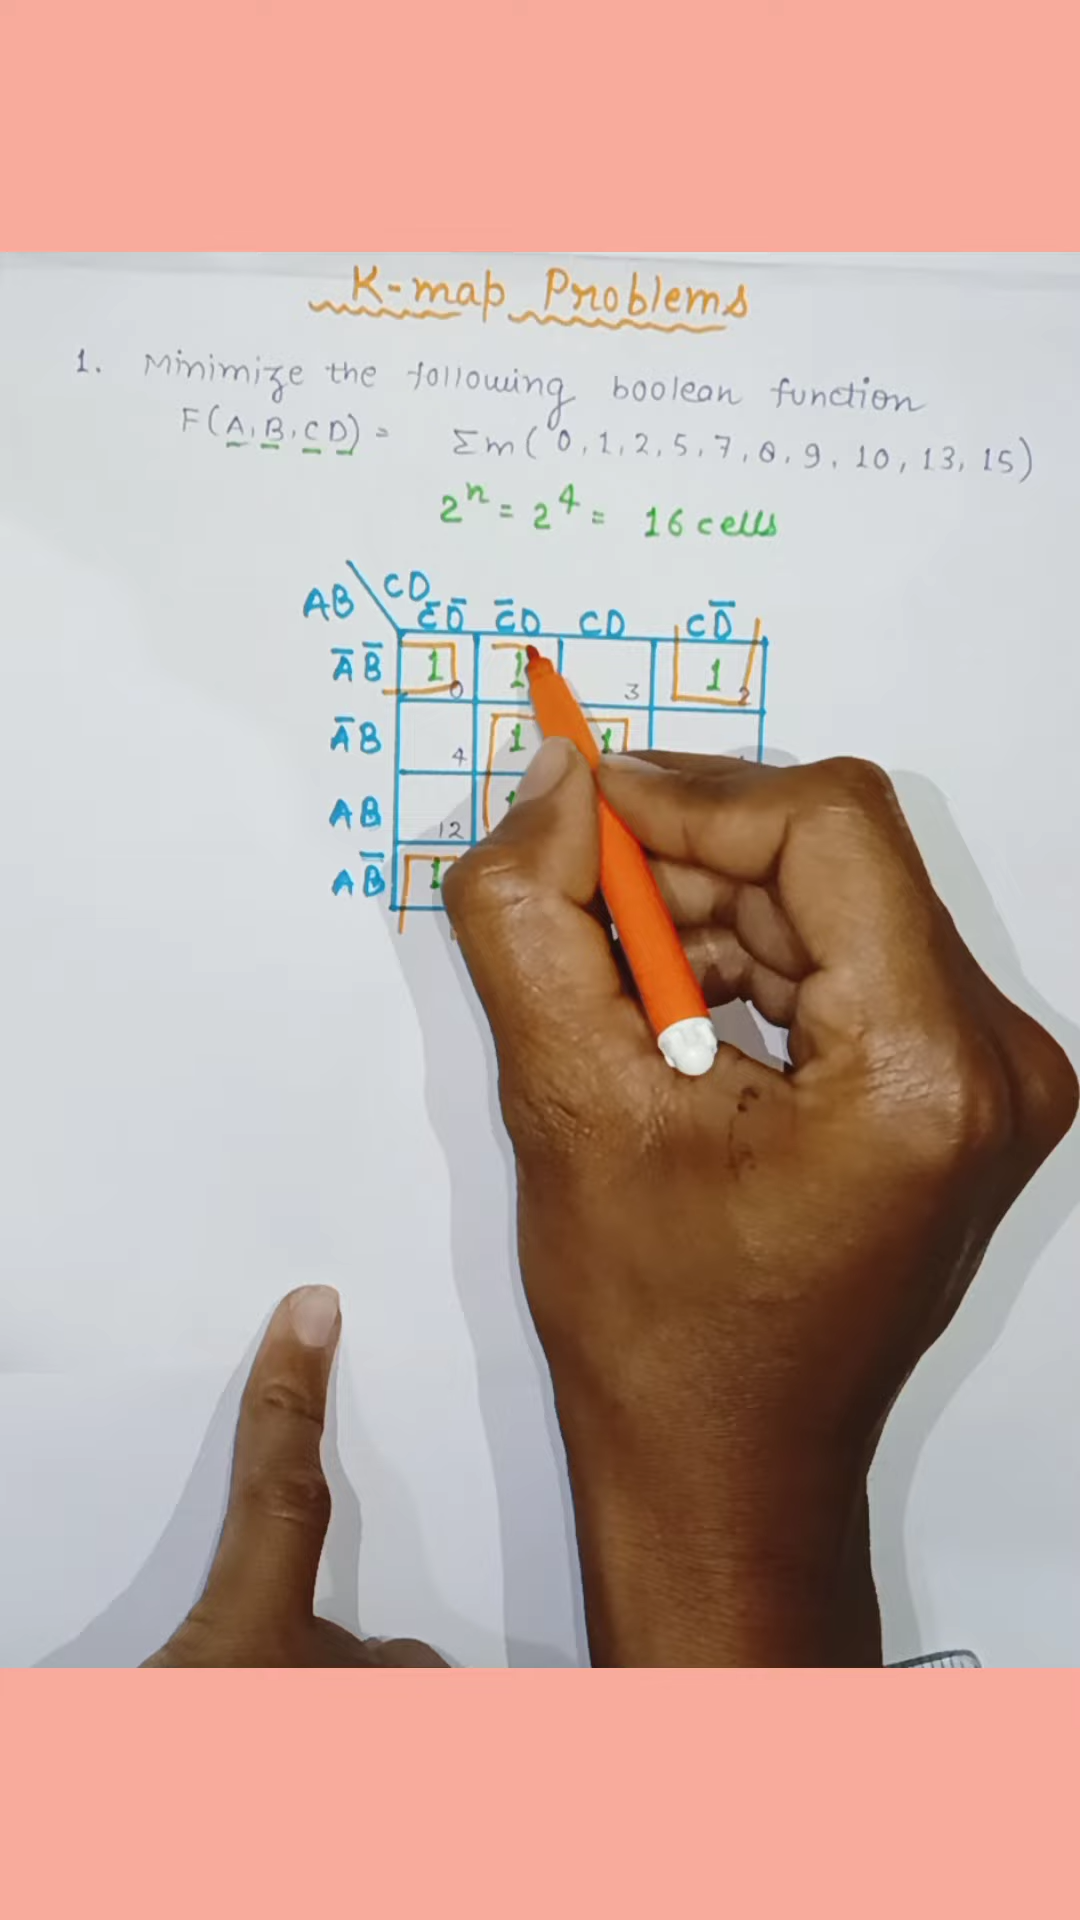 K-map Problems
1. Minimize the following boolean function
F(A,B,CD) = Σm(0,1,2,5,7,8,9,10,13,15)
2ⁿ = 2⁴ = 16 cells
AB CD
C̅D̅ C̅D CD CD̅
A̅B̅ 1 0 1 3 1 2
A̅B 4 1 1
AB 12 1
AB̅ 1